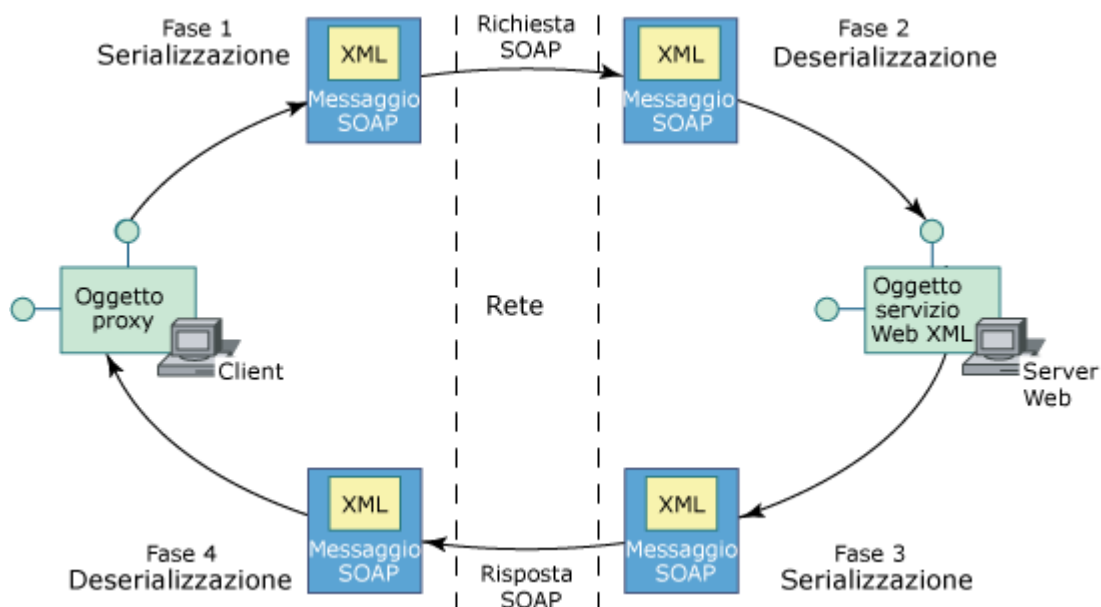 Fase 1
Serializzazione
XML
Messaggio
SOAP
Richiesta
SOAP
XML
Messaggio
SOAP
Fase 2
Deserializzazione
Oggetto
proxy
Client
Rete
Oggetto
servizio
Web XML
Server
Web
Fase 4
Deserializzazione
XML
Messaggio
SOAP
Risposta
SOAP
XML
Messaggio
SOAP
Fase 3
Serializzazione